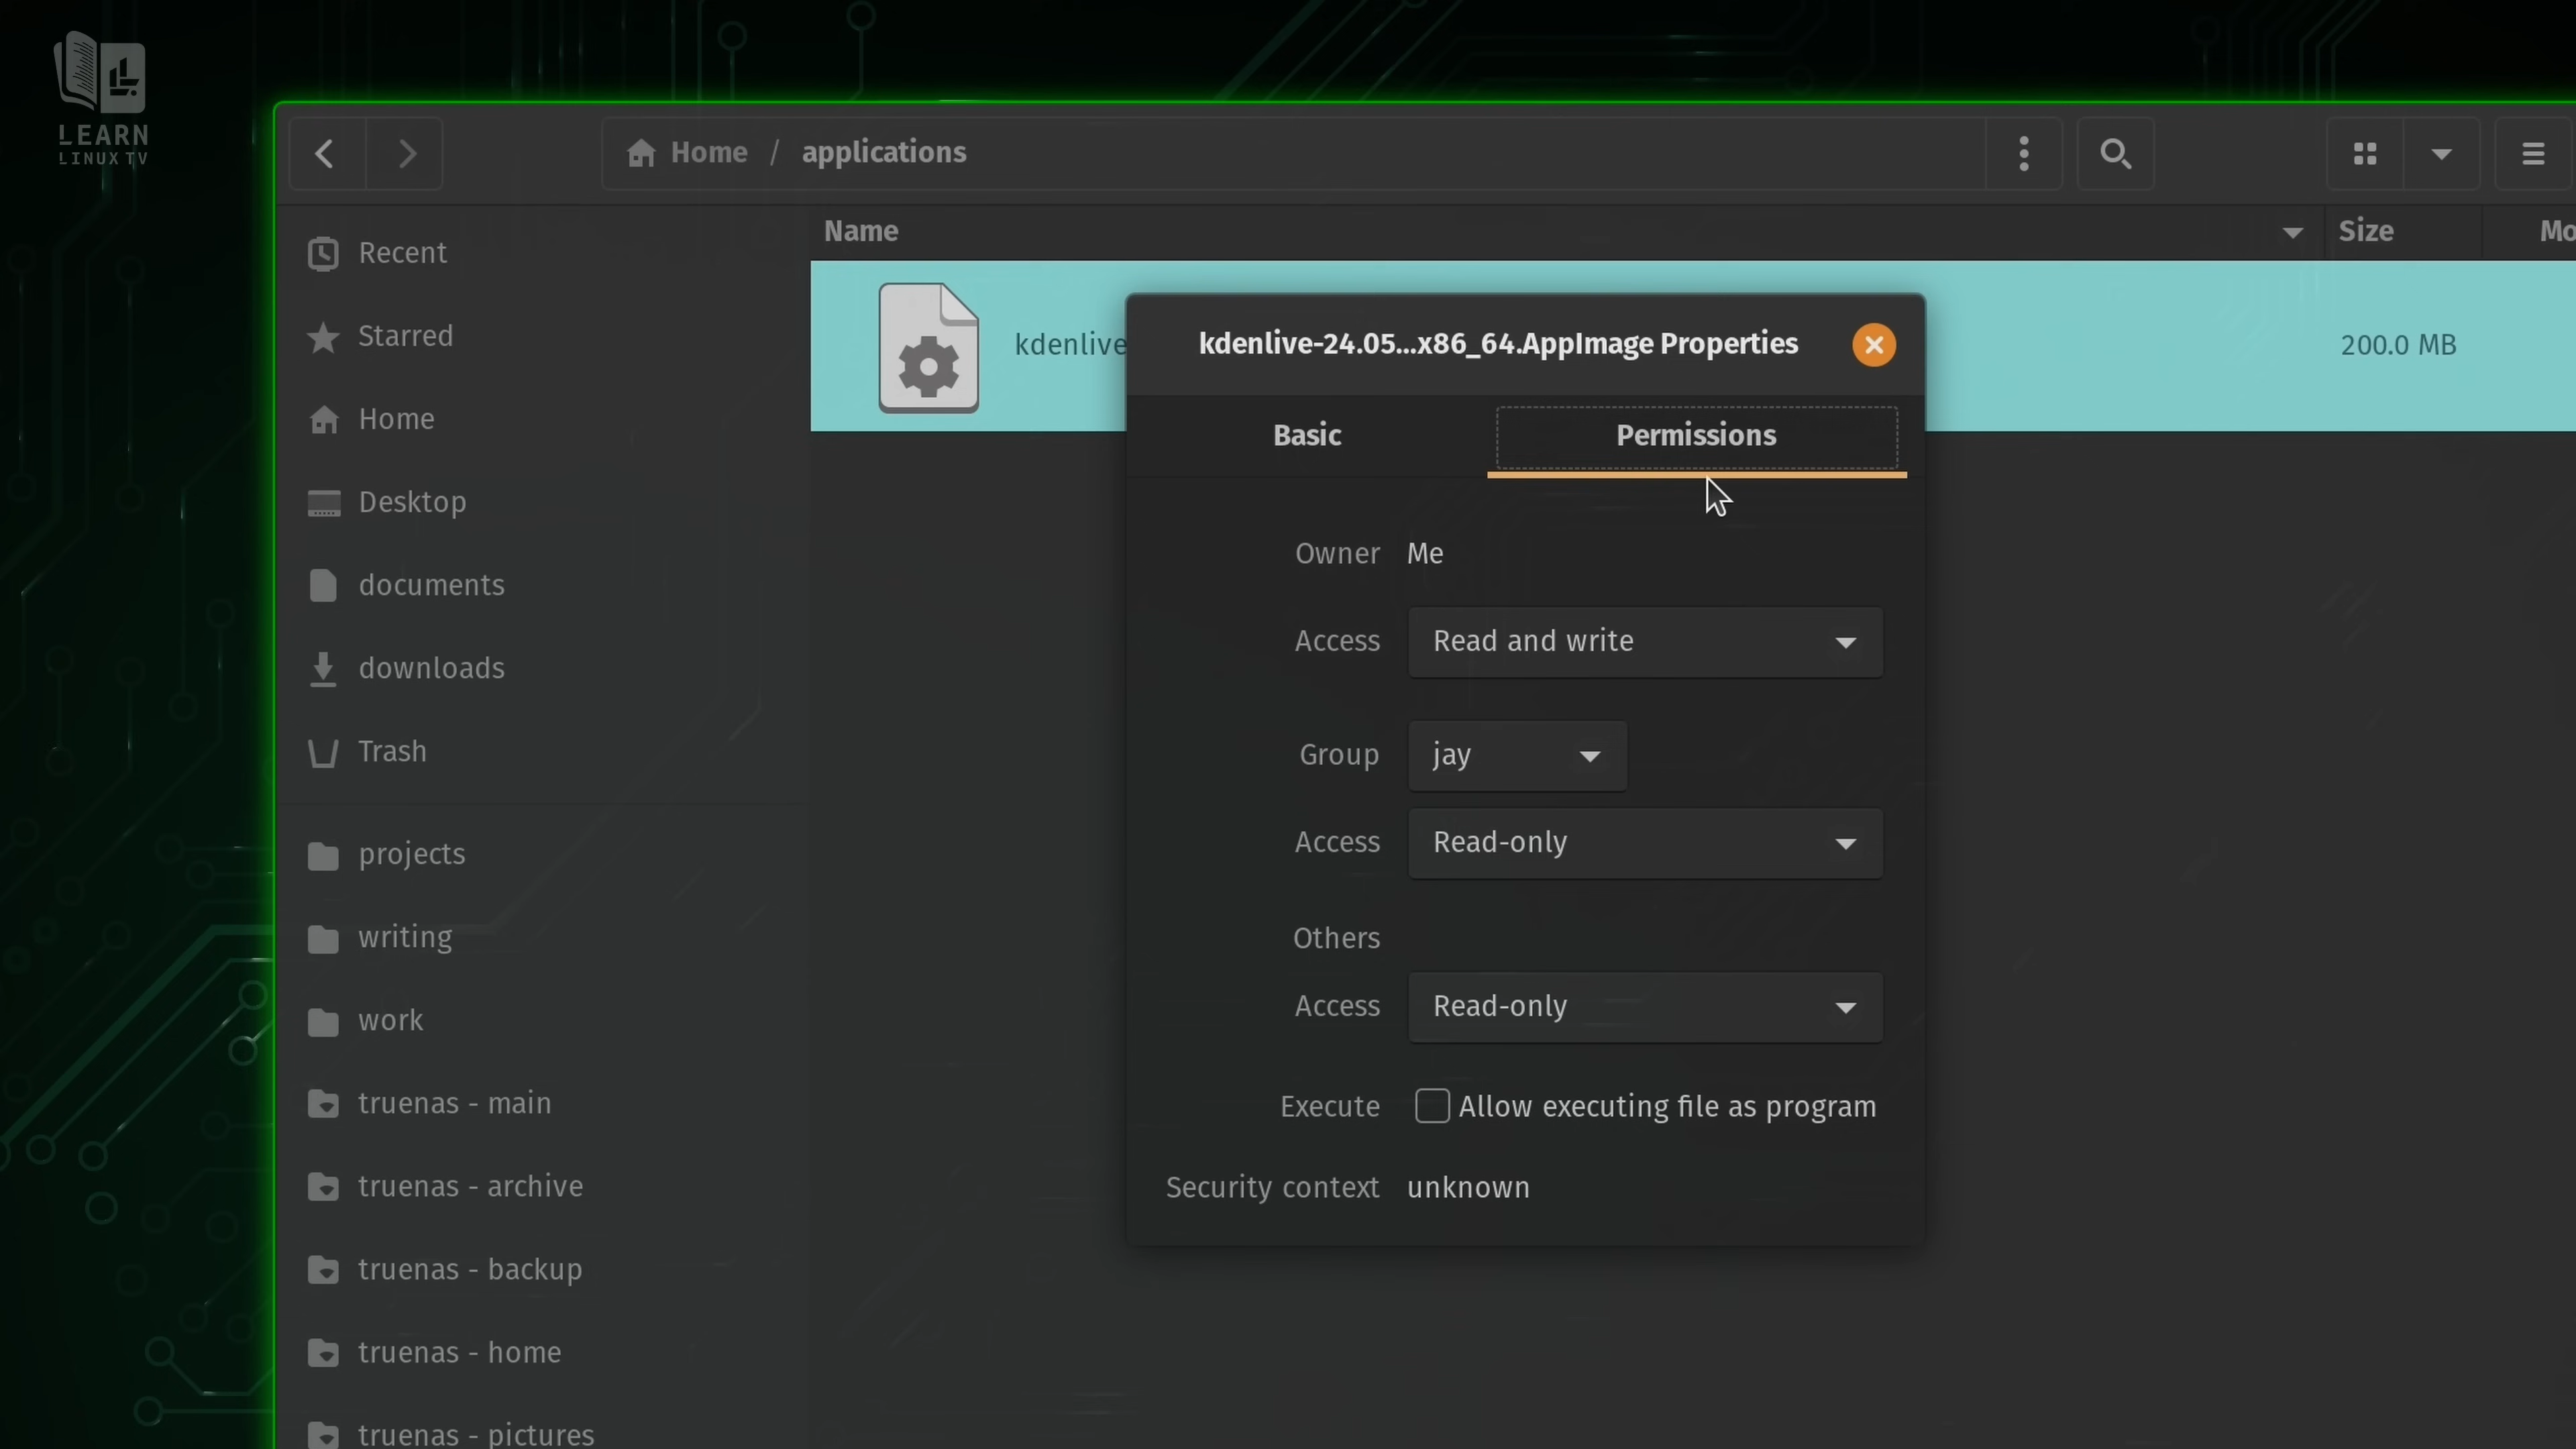 LEARN
LINUX TV
Home / applications
Name
Size
Mo
Recent
Starred
Home
Desktop
documents
downloads
Trash
projects
writing
work
truenas - main
truenas - archive
truenas - backup
truenas - home
truenas - pictures
kdenlive
200.0 MB
kdenlive-24.05...x86_64.AppImage Properties
Basic
Permissions
Owner Me
Access Read and write
Group jay
Access Read-only
Others
Access Read-only
Execute Allow executing file as program
Security context unknown